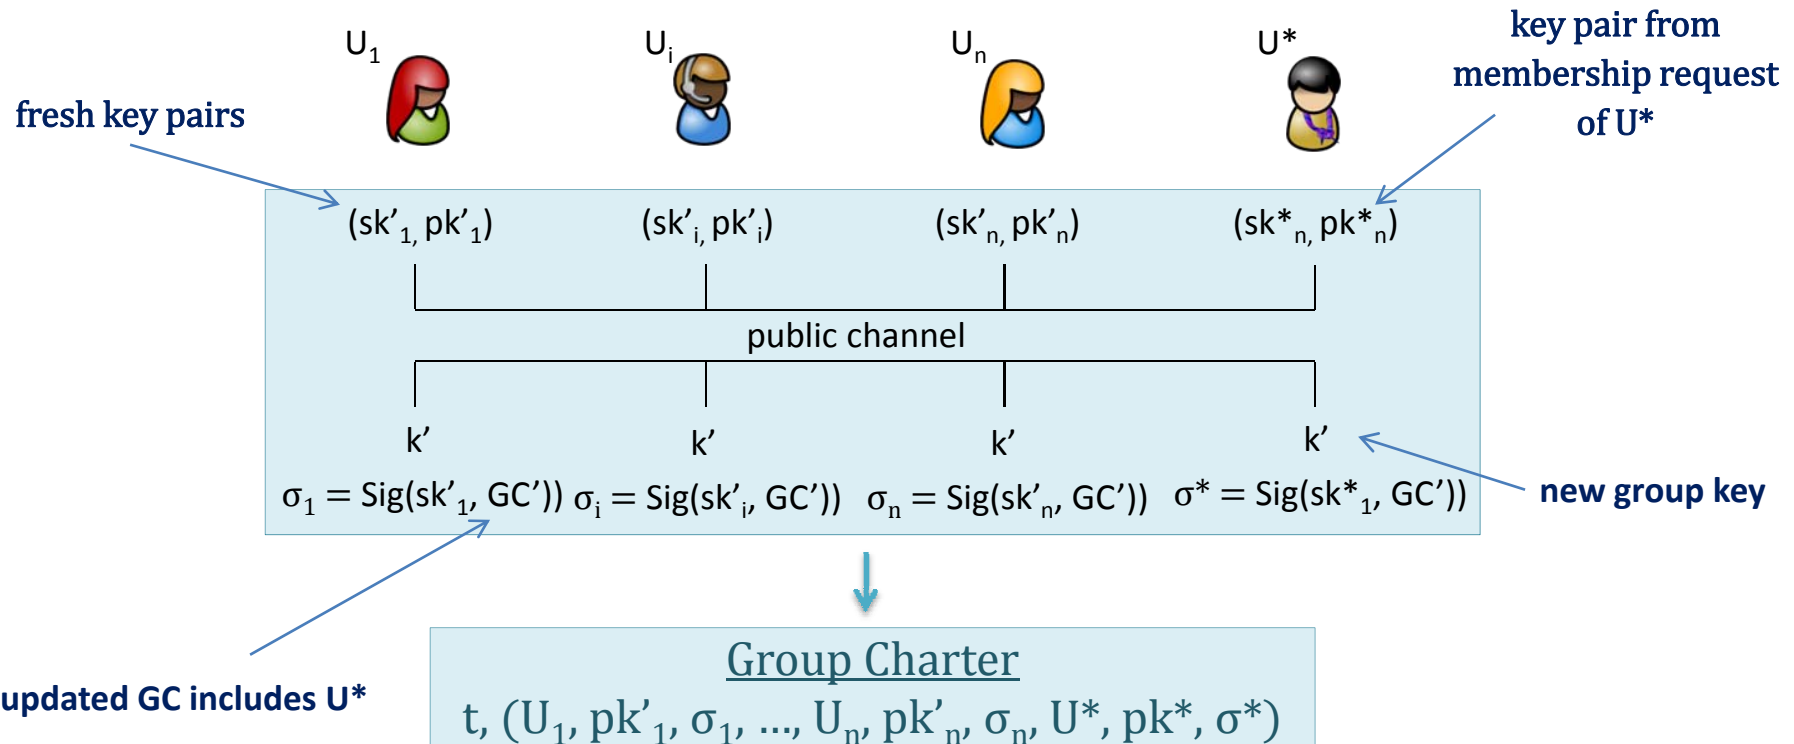 key pair from
membership request
of U*
U₁ Uᵢ Uₙ U*
fresh key pairs
(sk’₁, pk’₁) (sk’ᵢ, pk’ᵢ) (sk’ₙ, pk’ₙ) (sk*ₙ, pk*ₙ)
public channel
k’ k’ k’ k’
σ₁ = Sig(sk’₁, GC’)) σᵢ = Sig(sk’ᵢ, GC’)) σₙ = Sig(sk’ₙ, GC’)) σ* = Sig(sk*₁, GC’))
new group key
updated GC includes U*
Group Charter
t, (U₁, pk’₁, σ₁, ..., Uₙ, pk’ₙ, σₙ, U*, pk*, σ*)